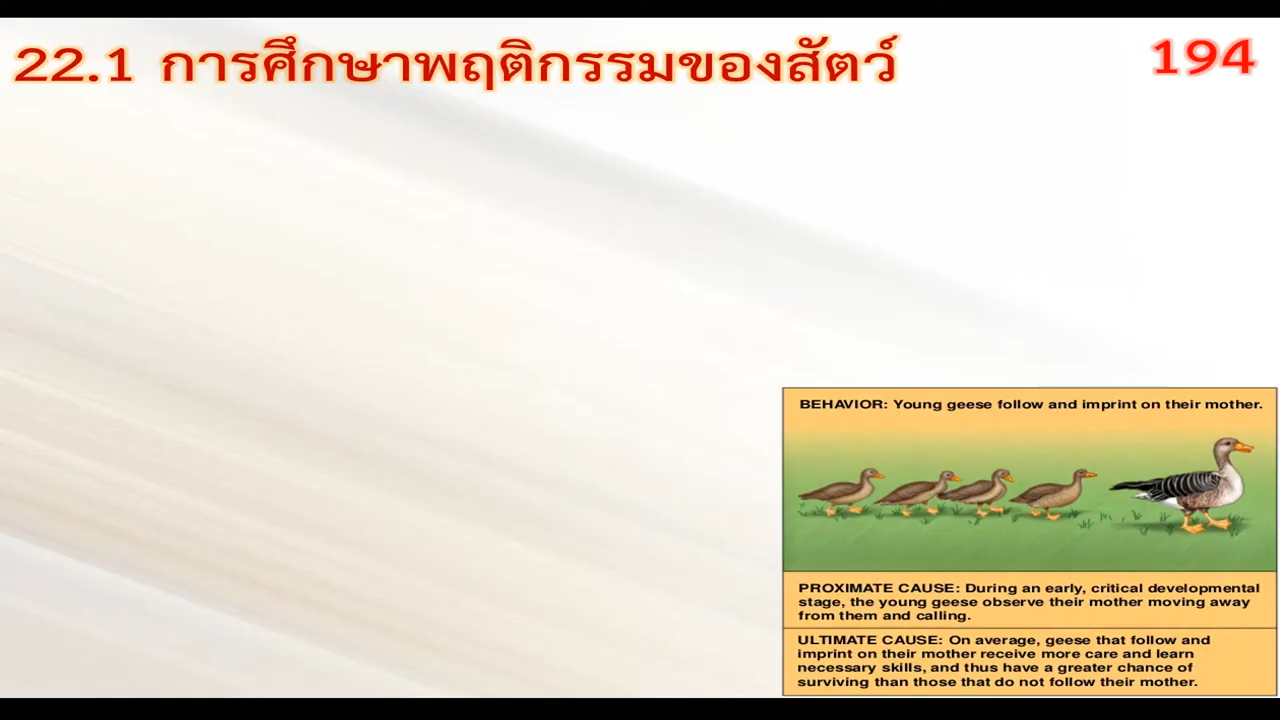 22.1 การศึกษาพฤติกรรมของสัตว์
194
BEHAVIOR: Young geese follow and imprint on their mother.
PROXIMATE CAUSE: During an early, critical developmental
stage, the young geese observe their mother moving away
from them and calling.
ULTIMATE CAUSE: On average, geese that follow and
imprint on their mother receive more care and learn
necessary skills, and thus have a greater chance of
surviving than those that do not follow their mother.